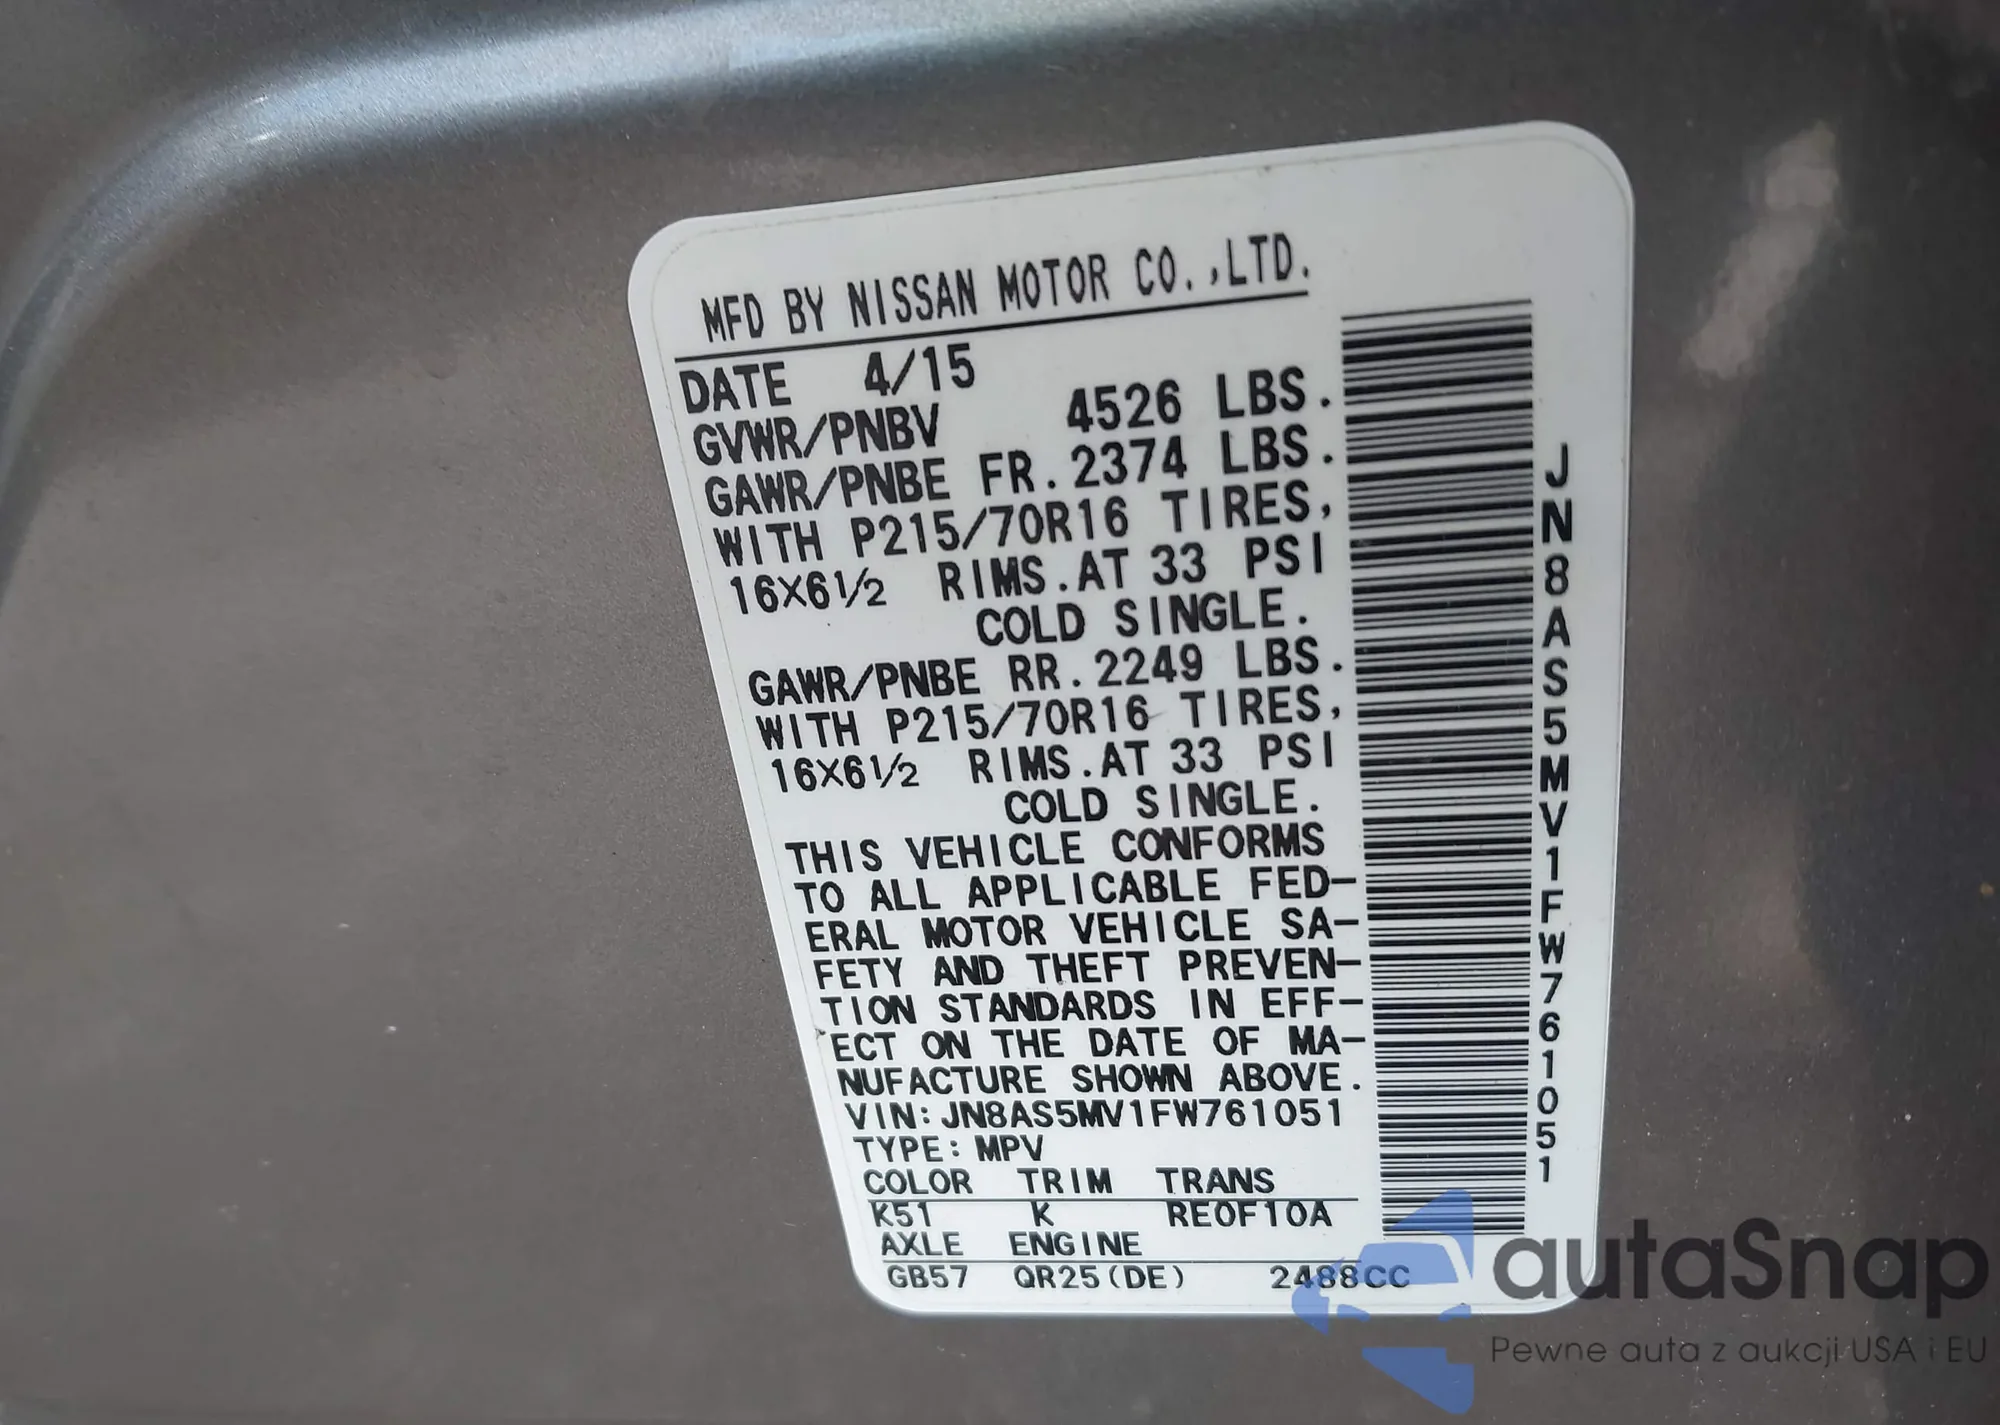 MFD BY NISSAN MOTOR CO.,LTD.
DATE 4/15
GVWR/PNBV 4526 LBS.
GAWR/PNBE FR. 2374 LBS.
WITH P215/70R16 TIRES,
16X6 1/2 RIMS. AT 33 PSI
COLD SINGLE.
GAWR/PNBE RR. 2249 LBS.
WITH P215/70R16 TIRES,
16X6 1/2 RIMS. AT 33 PSI
COLD SINGLE.
THIS VEHICLE CONFORMS
TO ALL APPLICABLE FED-
ERAL MOTOR VEHICLE SA-
FETY AND THEFT PREVEN-
TION STANDARDS IN EFF-
ECT ON THE DATE OF MA-
NUFACTURE SHOWN ABOVE.
VIN: JN8AS5MV1FW761051
TYPE: MPV
COLOR TRIM TRANS
K51 K RE0F10A
AXLE ENGINE
GB57 QR25(DE) 2488CC
JN8AS5MV1FW761051
autaSnap
Pewne auta z aukcji USA i EU